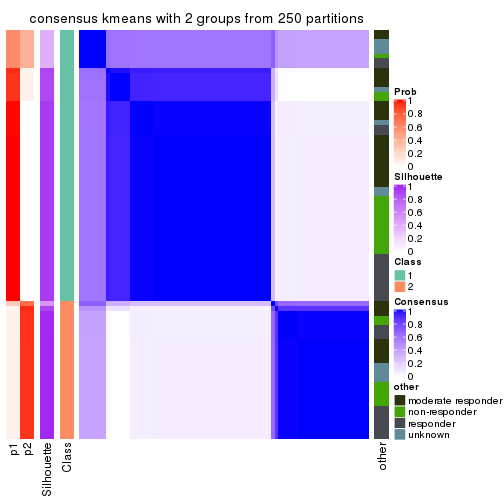 consensus kmeans with 2 groups from 250 partitions
Prob
1
0.8
0.6
0.4
0.2
0
Silhouette
1
0.8
0.6
0.4
0.2
0
Class
1
2
Consensus
1
0.8
0.6
0.4
0.2
0
other
moderate responder
non-responder
responder
unknown
p1
p2
Silhouette
Class
other